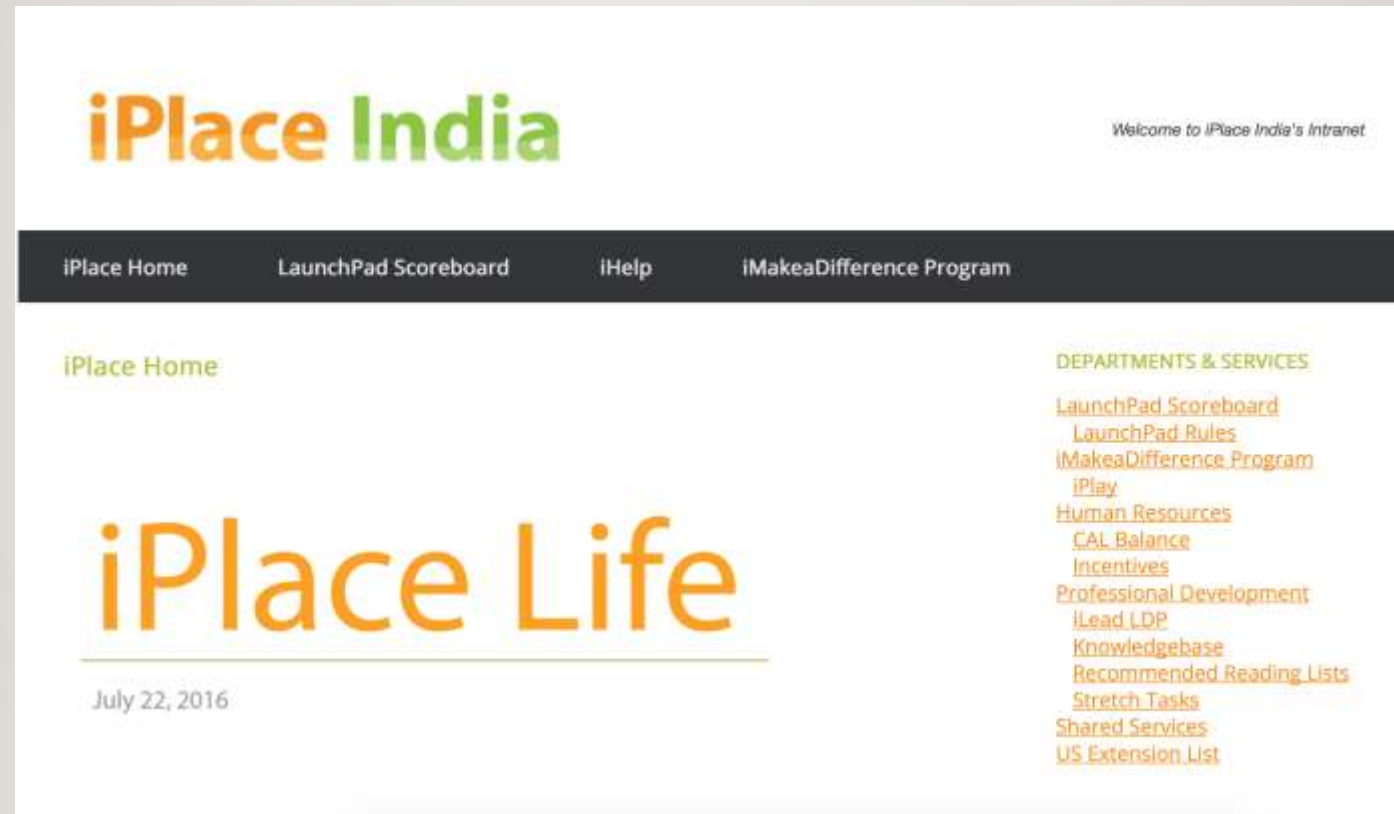 iPlace India
Welcome to iPlace India's Intranet
iPlace Home
LaunchPad Scoreboard
iHelp
iMakeaDifference Program
iPlace Home
iPlace Life
July 22, 2016
DEPARTMENTS & SERVICES
LaunchPad Scoreboard
LaunchPad Rules
iMakeaDifference Program
iPlay
Human Resources
CAL Balance
Incentives
Professional Development
iLead LDP
Knowledgebase
Recommended Reading Lists
Stretch Tasks
Shared Services
US Extension List